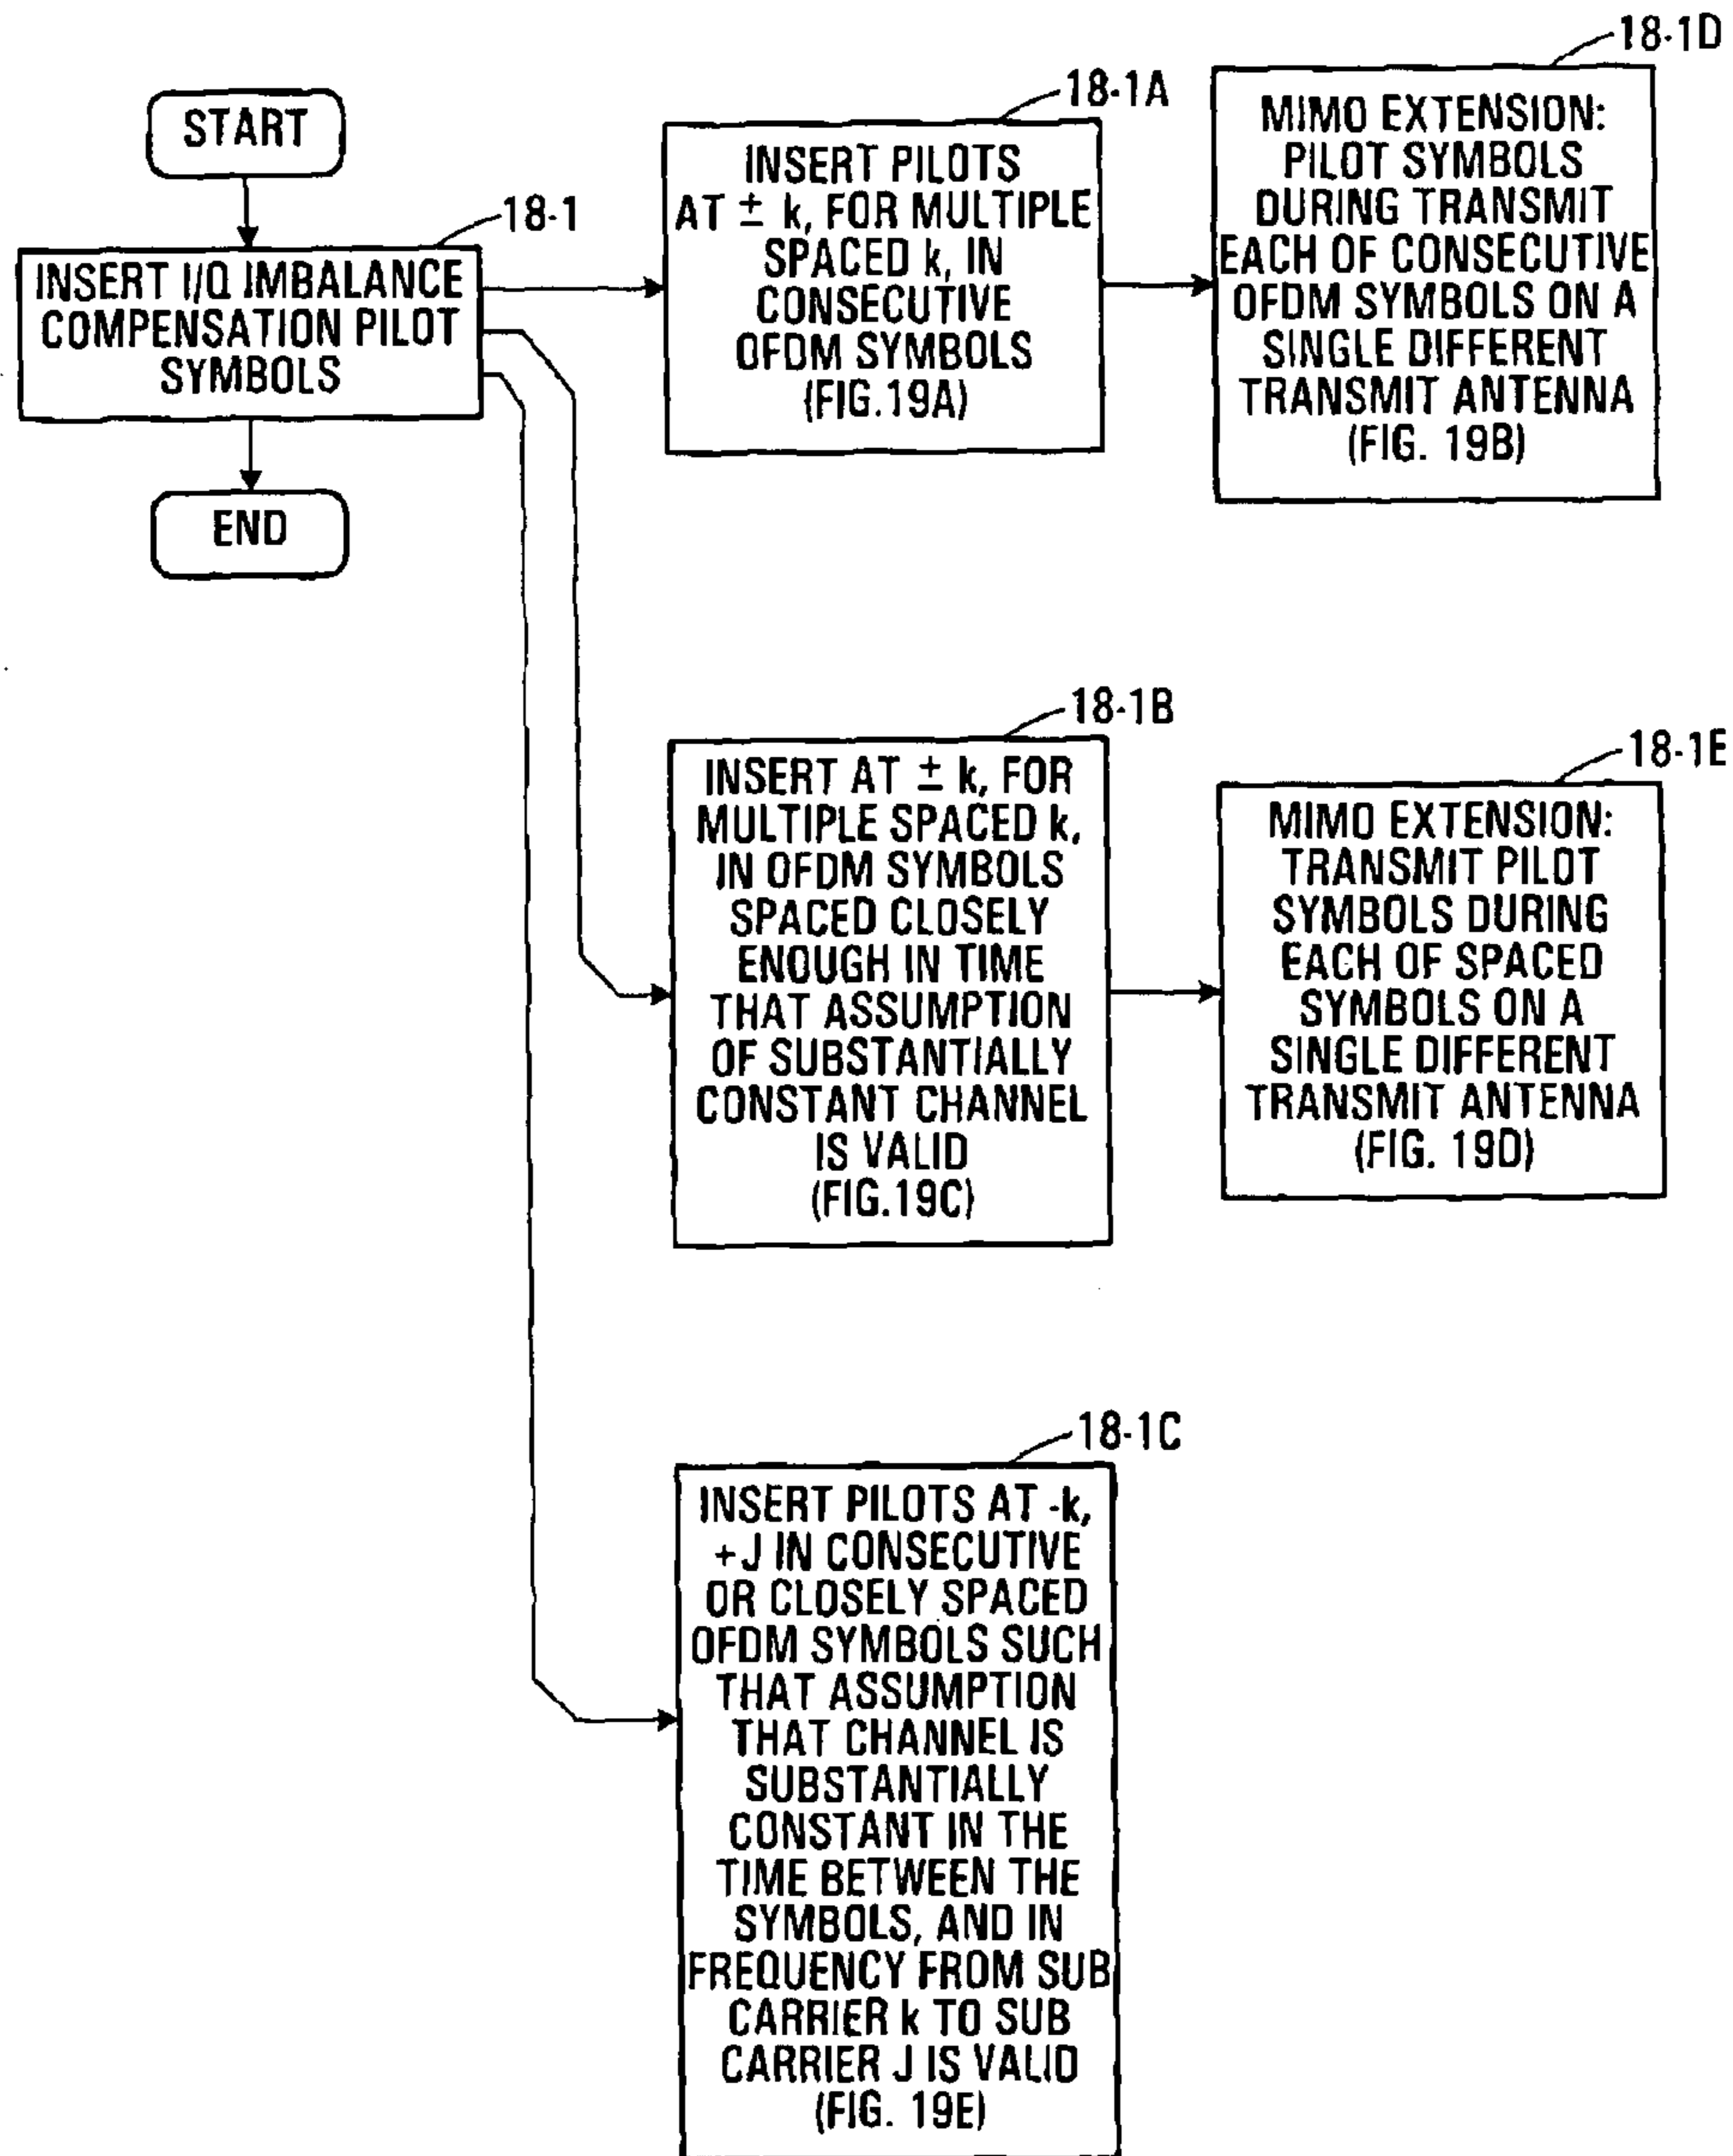 START
18-1
INSERT I/Q IMBALANCE
COMPENSATION PILOT
SYMBOLS
END
18-1A
INSERT PILOTS
AT ± k, FOR MULTIPLE
SPACED k, IN
CONSECUTIVE
OFDM SYMBOLS
(FIG.19A)
18-1D
MIMO EXTENSION:
PILOT SYMBOLS
DURING TRANSMIT
EACH OF CONSECUTIVE
OFDM SYMBOLS ON A
SINGLE DIFFERENT
TRANSMIT ANTENNA
(FIG. 19B)
18-1B
INSERT AT ± k, FOR
MULTIPLE SPACED k,
IN OFDM SYMBOLS
SPACED CLOSELY
ENOUGH IN TIME
THAT ASSUMPTION
OF SUBSTANTIALLY
CONSTANT CHANNEL
IS VALID
(FIG.19C)
18-1E
MIMO EXTENSION:
TRANSMIT PILOT
SYMBOLS DURING
EACH OF SPACED
SYMBOLS ON A
SINGLE DIFFERENT
TRANSMIT ANTENNA
(FIG. 19D)
18-1C
INSERT PILOTS AT -k,
+J IN CONSECUTIVE
OR CLOSELY SPACED
OFDM SYMBOLS SUCH
THAT ASSUMPTION
THAT CHANNEL IS
SUBSTANTIALLY
CONSTANT IN THE
TIME BETWEEN THE
SYMBOLS, AND IN
FREQUENCY FROM SUB
CARRIER k TO SUB
CARRIER J IS VALID
(FIG. 19E)